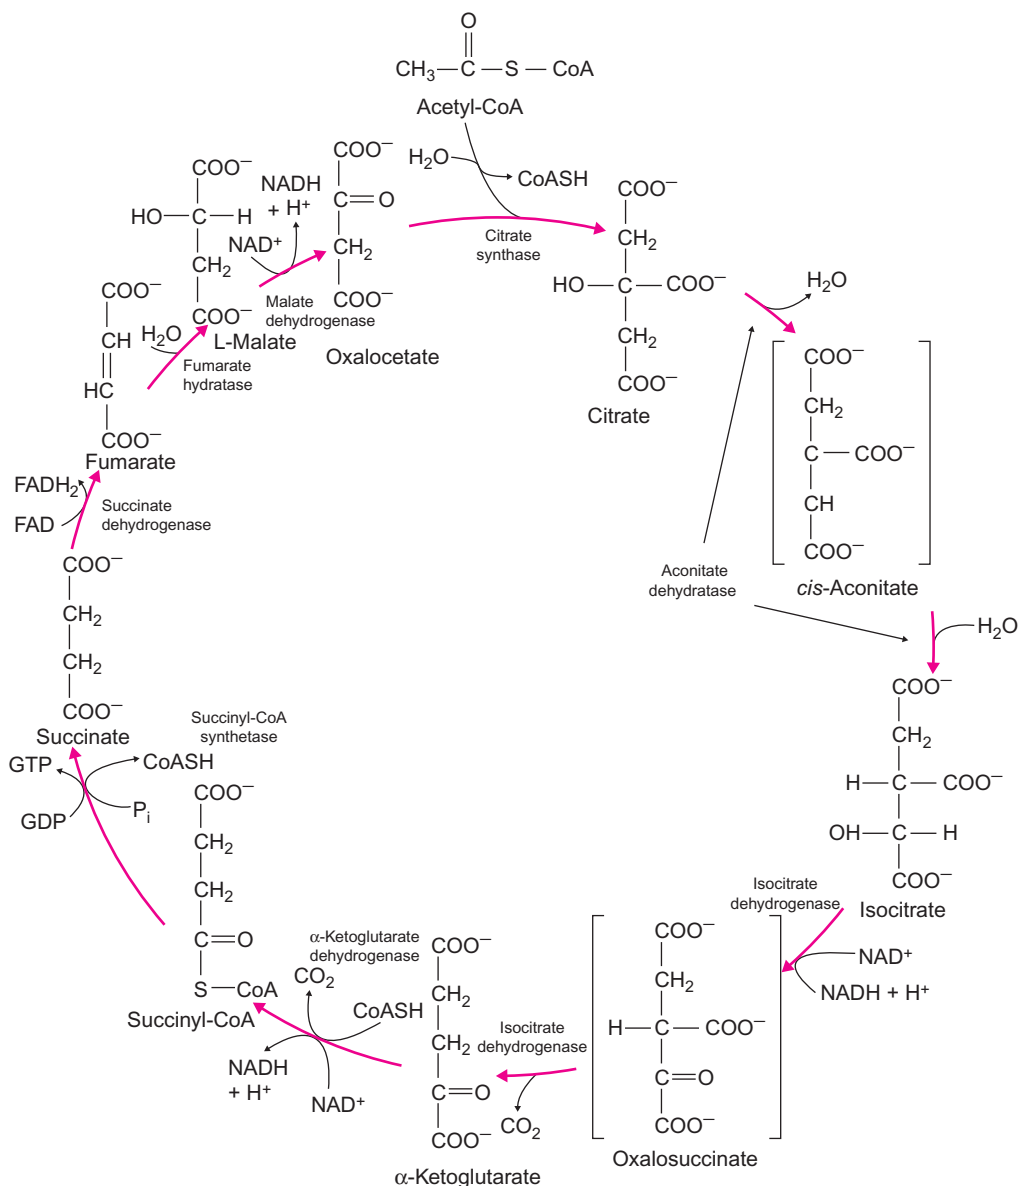 O
CH₃—C—S—CoA
Acetyl-CoA
H₂O
CoASH
Citrate
synthase
COO⁻
CH₂
HO—C—COO⁻
CH₂
COO⁻
Citrate
H₂O
Aconitate
dehydratase
COO⁻
CH₂
C—COO⁻
CH
COO⁻
cis-Aconitate
H₂O
COO⁻
CH₂
H—C—COO⁻
OH—C—H
COO⁻
Isocitrate
Isocitrate
dehydrogenase
NAD⁺
NADH + H⁺
COO⁻
CH₂
H—C—COO⁻
C=O
COO⁻
Oxalosuccinate
Isocitrate
dehydrogenase
CO₂
COO⁻
CH₂
CH₂
C=O
COO⁻
α-Ketoglutarate
α-Ketoglutarate
dehydrogenase
CO₂
CoASH
NADH
+ H⁺
NAD⁺
COO⁻
CH₂
CH₂
C=O
S—CoA
Succinyl-CoA
Succinyl-CoA
synthetase
GTP
CoASH
GDP
Pᵢ
COO⁻
CH₂
CH₂
COO⁻
Succinate
FADH₂
FAD
Succinate
dehydrogenase
COO⁻
CH
HC
COO⁻
Fumarate
H₂O
Fumarate
hydratase
COO⁻
HO—C—H
CH₂
COO⁻
L-Malate
NADH
+ H⁺
NAD⁺
Malate
dehydrogenase
COO⁻
C=O
CH₂
COO⁻
Oxalocetate